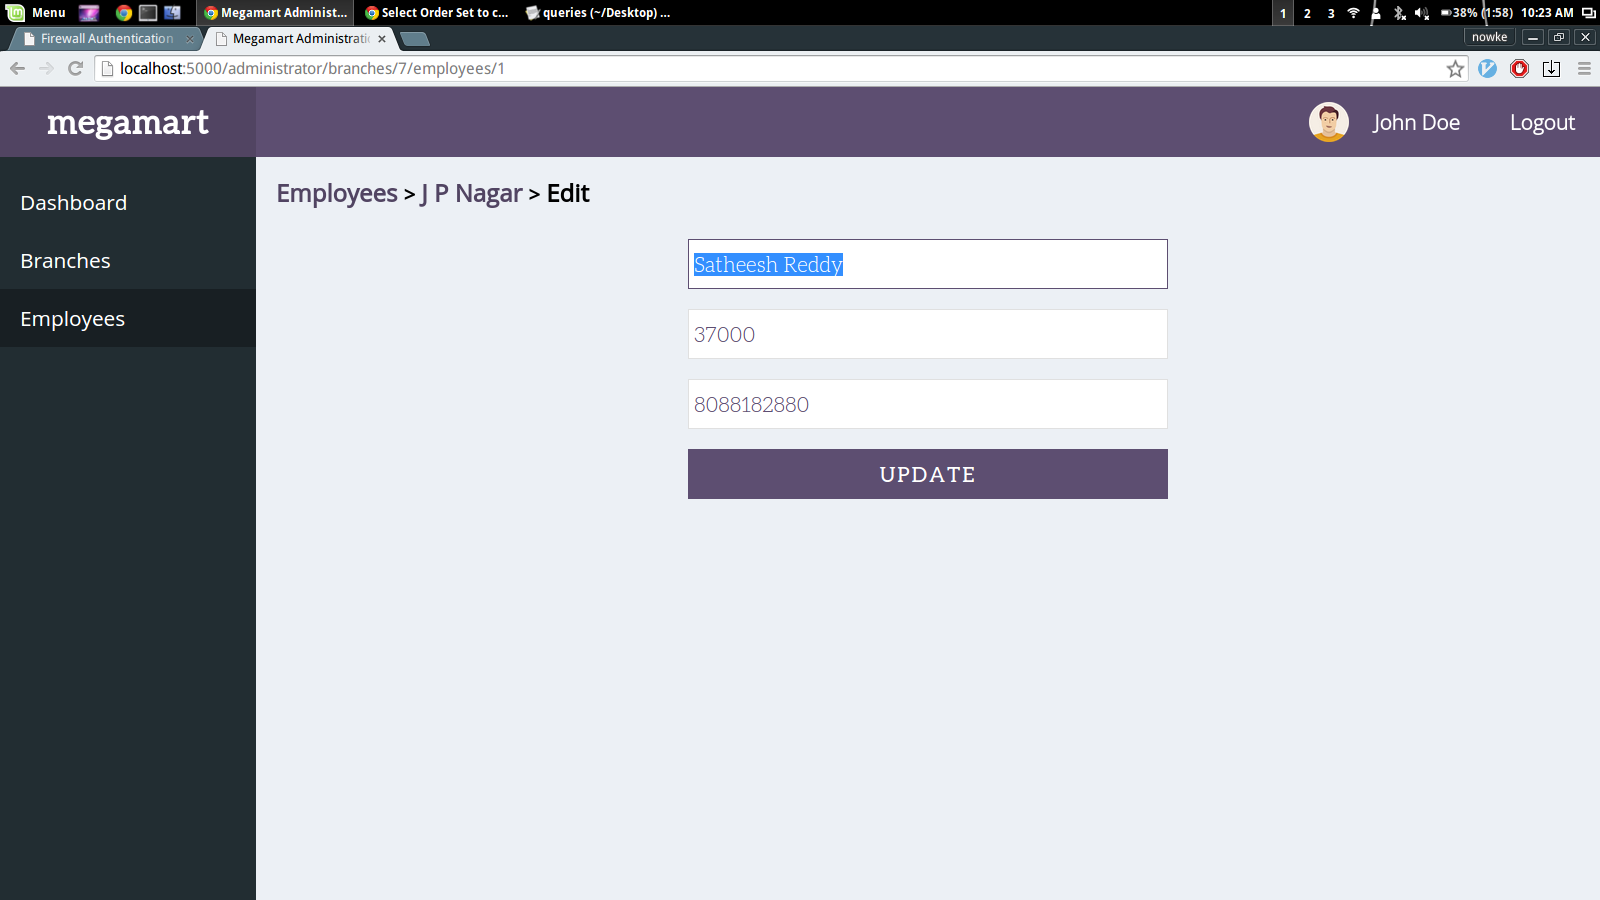 Menu
Megamart Administ...
Select Order Set to c...
queries (~/Desktop) ...
1 2 3
38% (1:58) 10:23 AM
Firewall Authentication
Megamart Administrati
nowke
localhost:5000/administrator/branches/7/employees/1
megamart
John Doe
Logout
Dashboard
Branches
Employees
Employees > J P Nagar > Edit
Satheesh Reddy
37000
8088182880
UPDATE